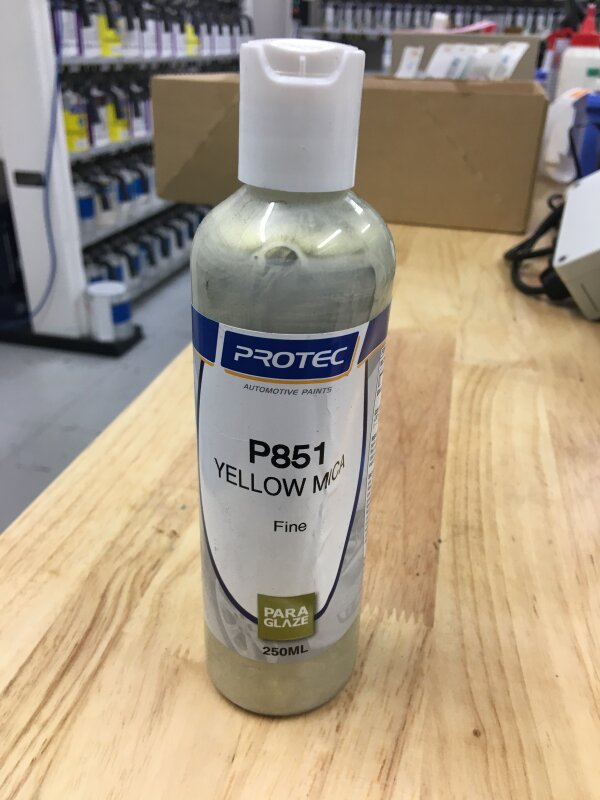 PROTEC
AUTOMOTIVE PAINTS
P851
YELLOW MICA
Fine
PARA
GLAZE
250ML